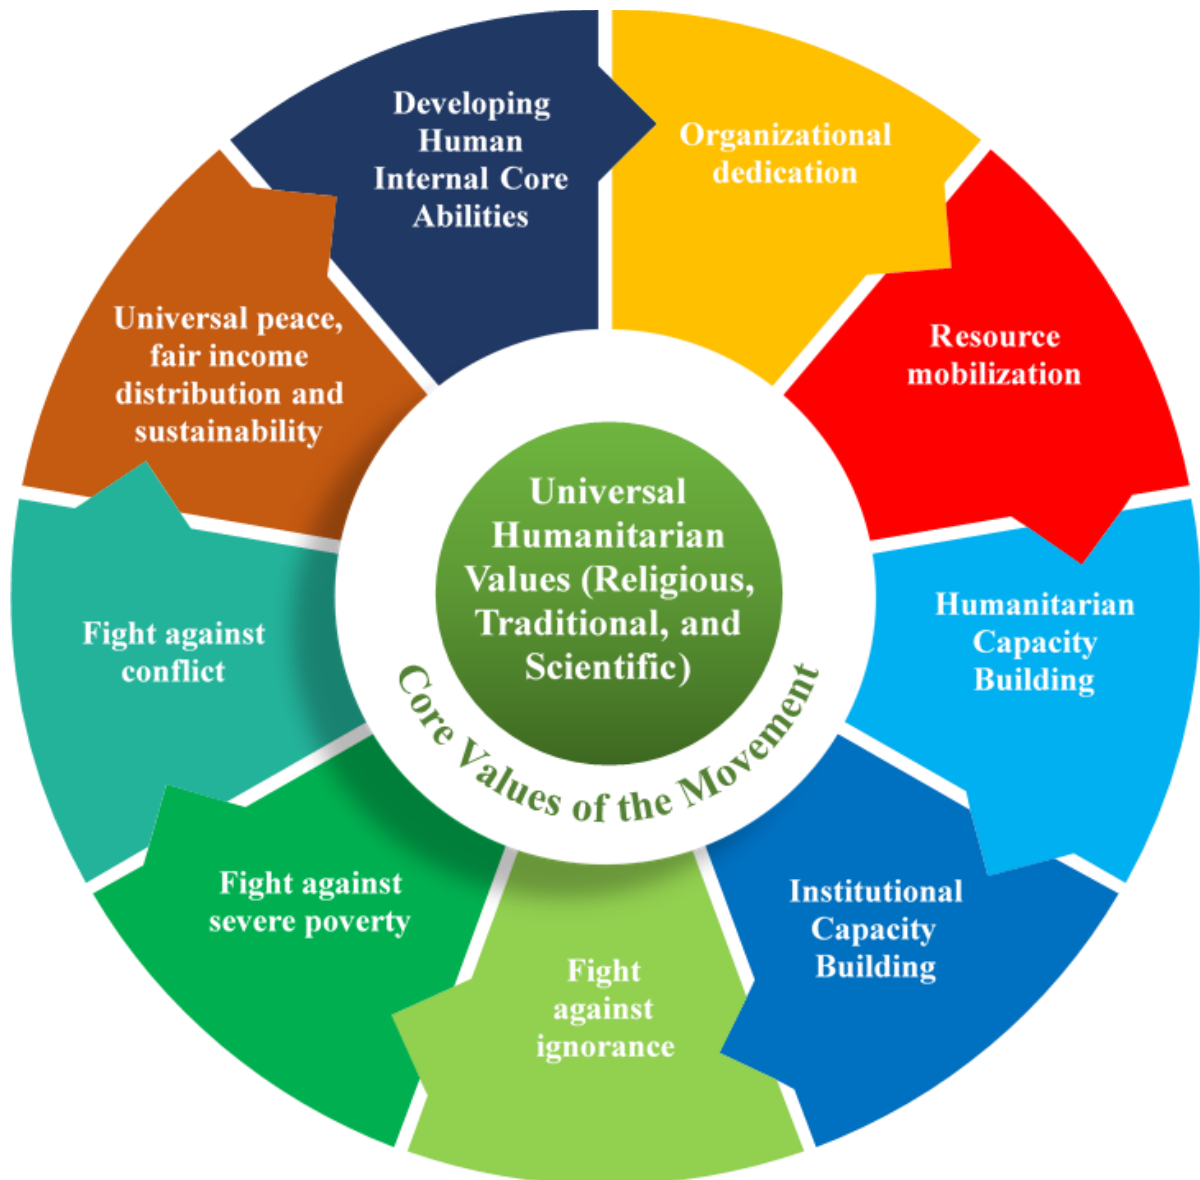 Developing
Human
Internal Core
Abilities
Organizational
dedication
Resource
mobilization
Humanitarian
Capacity
Building
Institutional
Capacity
Building
Fight
against
ignorance
Fight against
severe poverty
Fight against
conflict
Universal peace,
fair income
distribution and
sustainability
Universal
Humanitarian
Values (Religious,
Traditional, and
Scientific)
Core Values of the Movement